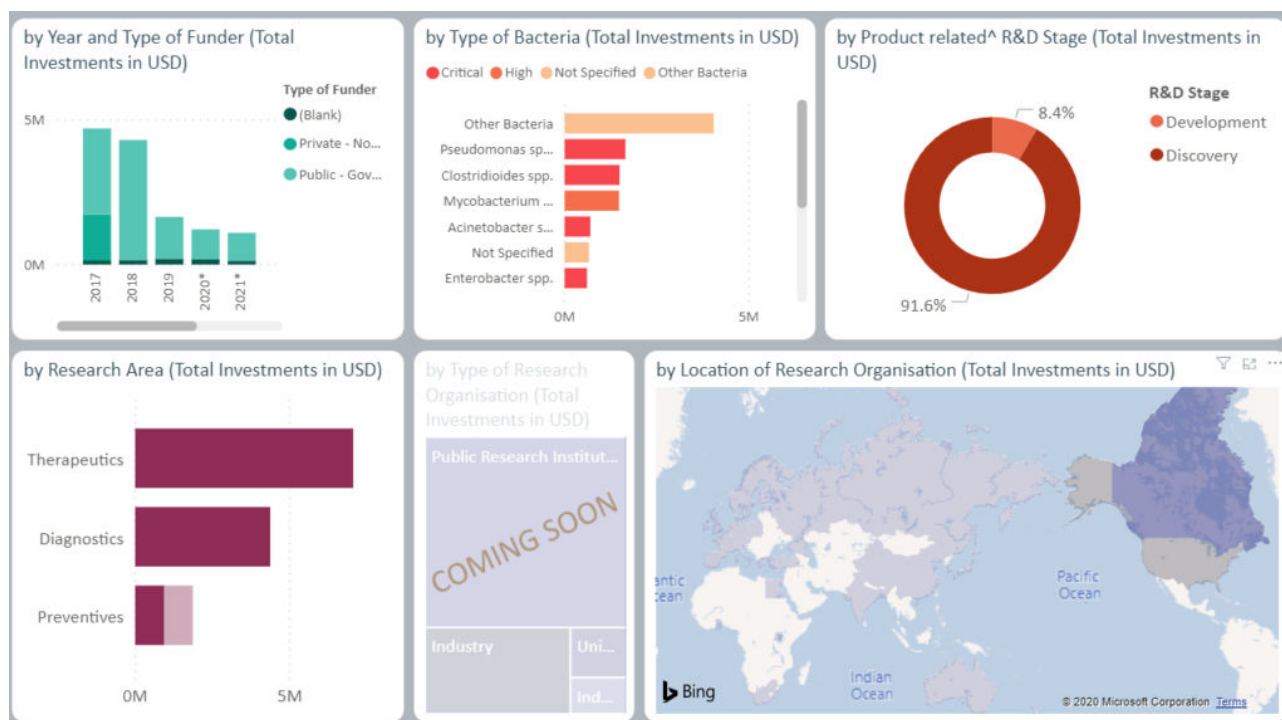 by Year and Type of Funder (Total
Investments in USD)
Type of Funder
(Blank)
Private - No...
Public - Gov...
5M
0M
2017
2018
2019
2020*
2021*
by Type of Bacteria (Total Investments in USD)
Critical
High
Not Specified
Other Bacteria
Other Bacteria
Pseudomonas sp...
Clostridioides spp.
Mycobacterium ...
Acinetobacter s...
Not Specified
Enterobacter spp.
0M
5M
by Product related^ R&D Stage (Total Investments in
USD)
R&D Stage
Development
Discovery
8.4%
91.6%
by Research Area (Total Investments in USD)
Therapeutics
Diagnostics
Preventives
0M
5M
by Type of Research
Organisation (Total
Investments in USD)
Public Research Institut...
COMING SOON
Industry
Uni...
Ind...
by Location of Research Organisation (Total Investments in USD)
antic
cean
Pacific
Ocean
Indian
Ocean
Bing
© 2020 Microsoft Corporation Terms